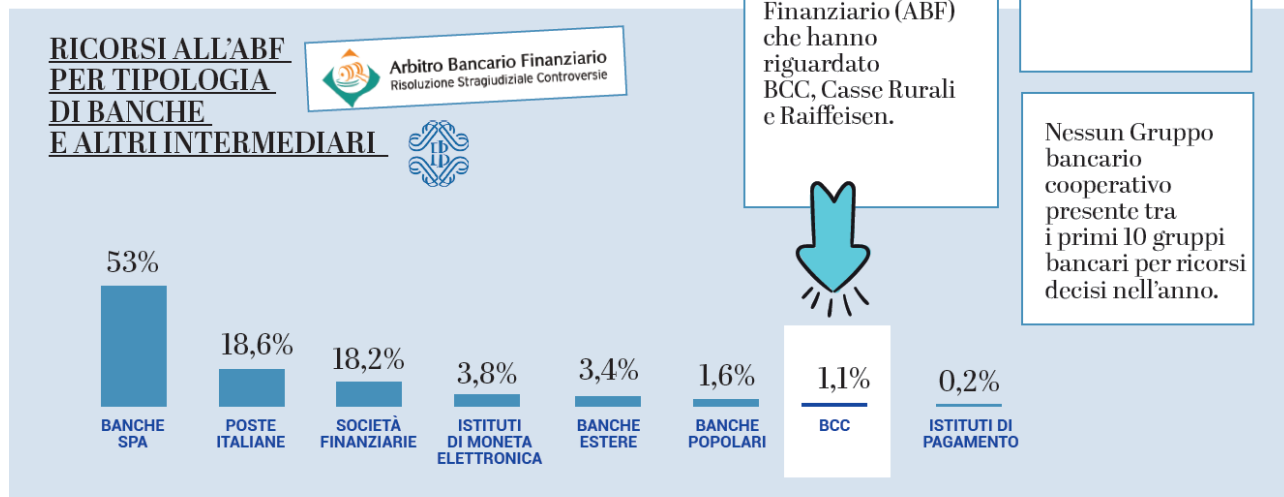 RICORSI ALL'ABF
PER TIPOLOGIA
DI BANCHE
E ALTRI INTERMEDIARI
Arbitro Bancario Finanziario
Risoluzione Stragiudiziale Controversie
Finanziario (ABF)
che hanno
riguardato
BCC, Casse Rurali
e Raiffeisen.
Nessun Gruppo
bancario
cooperativo
presente tra
i primi 10 gruppi
bancari per ricorsi
decisi nell'anno.
53%
BANCHE
SPA
18,6%
POSTE
ITALIANE
18,2%
SOCIETÀ
FINANZIARIE
3,8%
ISTITUTI
DI MONETA
ELETTRONICA
3,4%
BANCHE
ESTERE
1,6%
BANCHE
POPOLARI
1,1%
BCC
0,2%
ISTITUTI DI
PAGAMENTO